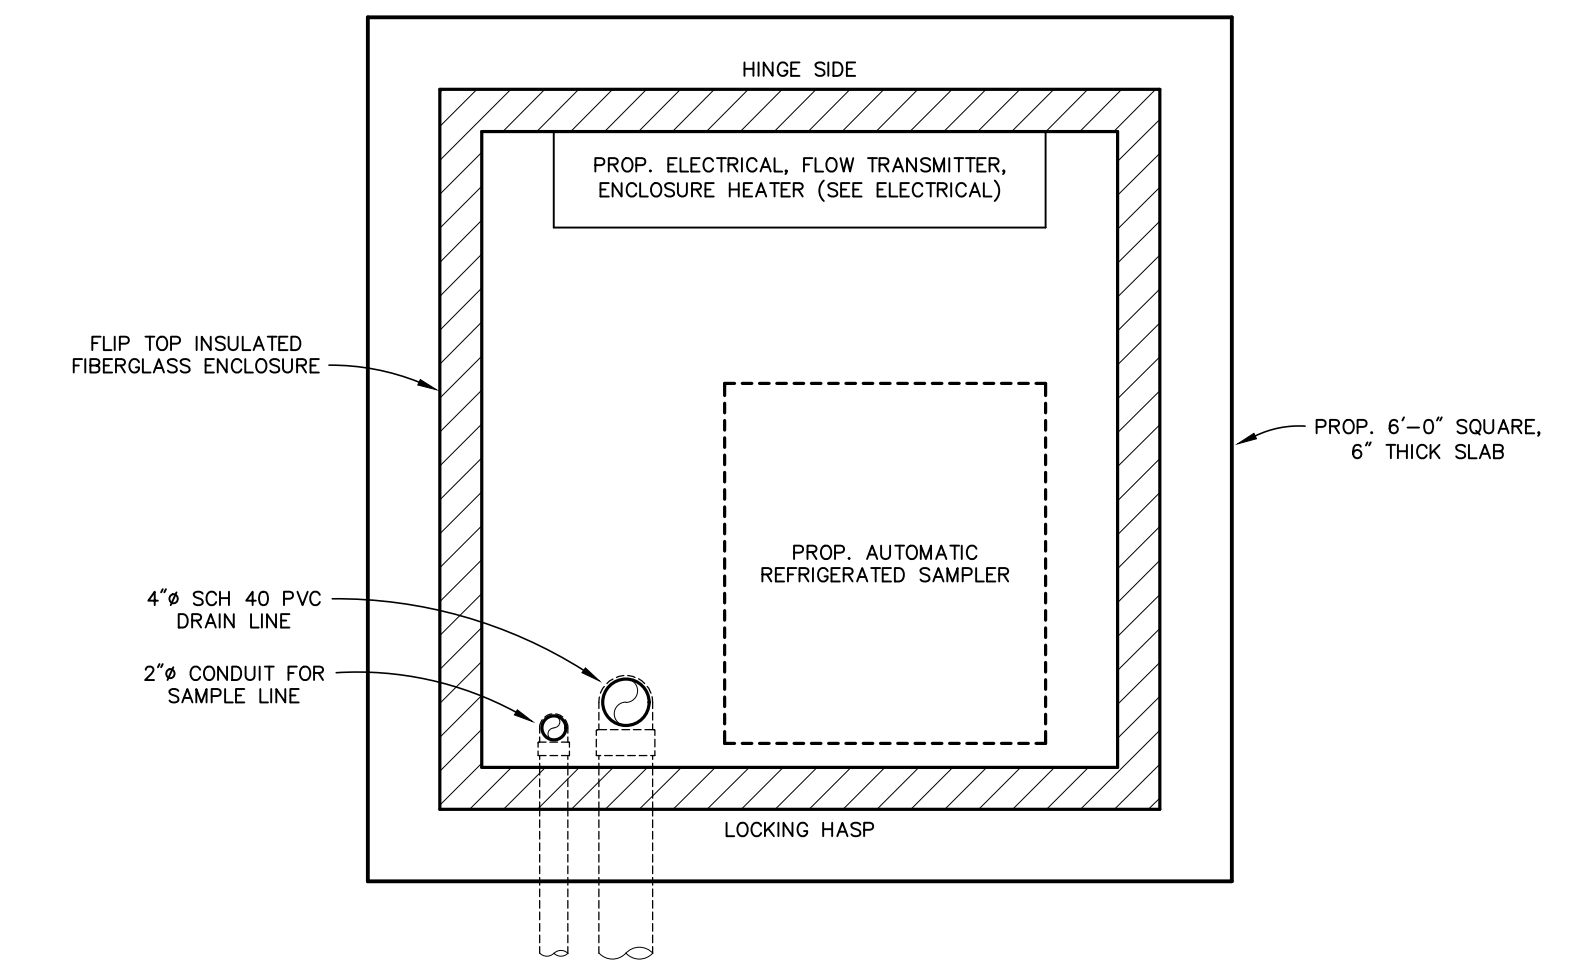 HINGE SIDE
PROP. ELECTRICAL, FLOW TRANSMITTER,
ENCLOSURE HEATER (SEE ELECTRICAL)
FLIP TOP INSULATED
FIBERGLASS ENCLOSURE
PROP. 6'-0" SQUARE,
6" THICK SLAB
PROP. AUTOMATIC
REFRIGERATED SAMPLER
4"ø SCH 40 PVC
DRAIN LINE
2"ø CONDUIT FOR
SAMPLE LINE
LOCKING HASP